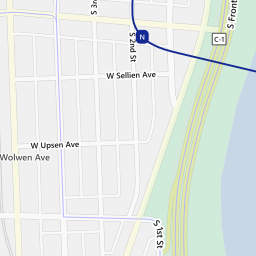 S 3rd
S 2nd St
N
C-1
S Front
W Sellien Ave
W Upsen Ave
Wolwen Ave
S 1st St